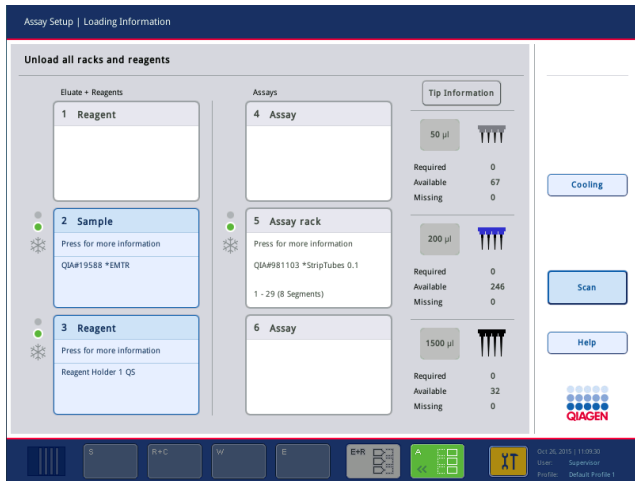 Assay Setup | Loading Information
Unload all racks and reagents
Eluate + Reagents
Assays
Tip Information
1 Reagent
4 Assay
50 µl
Required 0
Available 67
Missing 0
2 Sample
Press for more information
QIA#19588 *EMTR
5 Assay rack
Press for more information
QIA#981103 *StripTubes 0.1
1 - 29 (8 Segments)
200 µl
Required 0
Available 246
Missing 0
3 Reagent
Press for more information
Reagent Holder 1 QS
6 Assay
1500 µl
Required 0
Available 32
Missing 0
Cooling
Scan
Help
QIAGEN
S
R+C
W
E
E+R
A
Oct 26, 2015 | 11:09:30
User: Supervisor
Profile: Default Profile 1